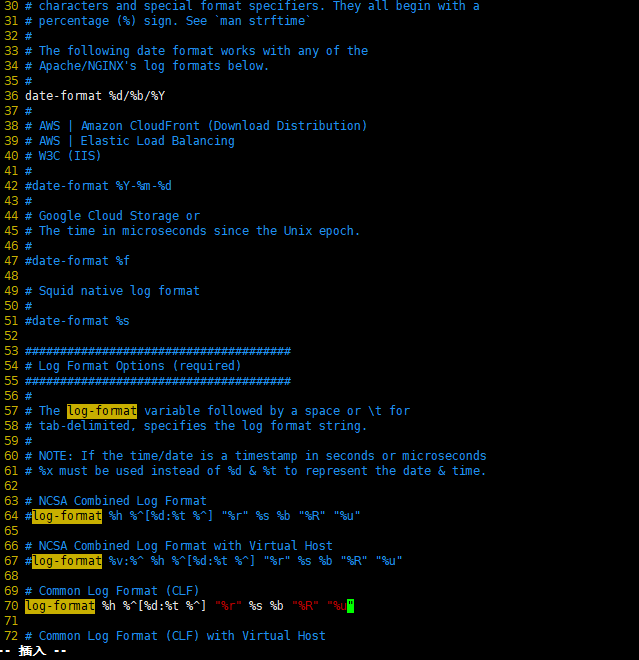 30 # characters and special format specifiers. They all begin with a
31 # percentage (%) sign. See `man strftime`
32 #
33 # The following date format works with any of the
34 # Apache/NGINX's log formats below.
35 #
36 date-format %d/%b/%Y
37 #
38 # AWS | Amazon CloudFront (Download Distribution)
39 # AWS | Elastic Load Balancing
40 # W3C (IIS)
41 #
42 #date-format %Y-%m-%d
43 #
44 # Google Cloud Storage or
45 # The time in microseconds since the Unix epoch.
46 #
47 #date-format %f
48
49 # Squid native log format
50 #
51 #date-format %s
52
53 ######################################
54 # Log Format Options (required)
55 ######################################
56 #
57 # The log-format variable followed by a space or \t for
58 # tab-delimited, specifies the log format string.
59 #
60 # NOTE: If the time/date is a timestamp in seconds or microseconds
61 # %x must be used instead of %d & %t to represent the date & time.
62
63 # NCSA Combined Log Format
64 #log-format %h %^[%d:%t %^] "%r" %s %b "%R" "%u"
65
66 # NCSA Combined Log Format with Virtual Host
67 #log-format %v:%^ %h %^[%d:%t %^] "%r" %s %b "%R" "%u"
68
69 # Common Log Format (CLF)
70 log-format %h %^[%d:%t %^] "%r" %s %b "%R" "%u"
71
72 # Common Log Format (CLF) with Virtual Host
-- 插入 --